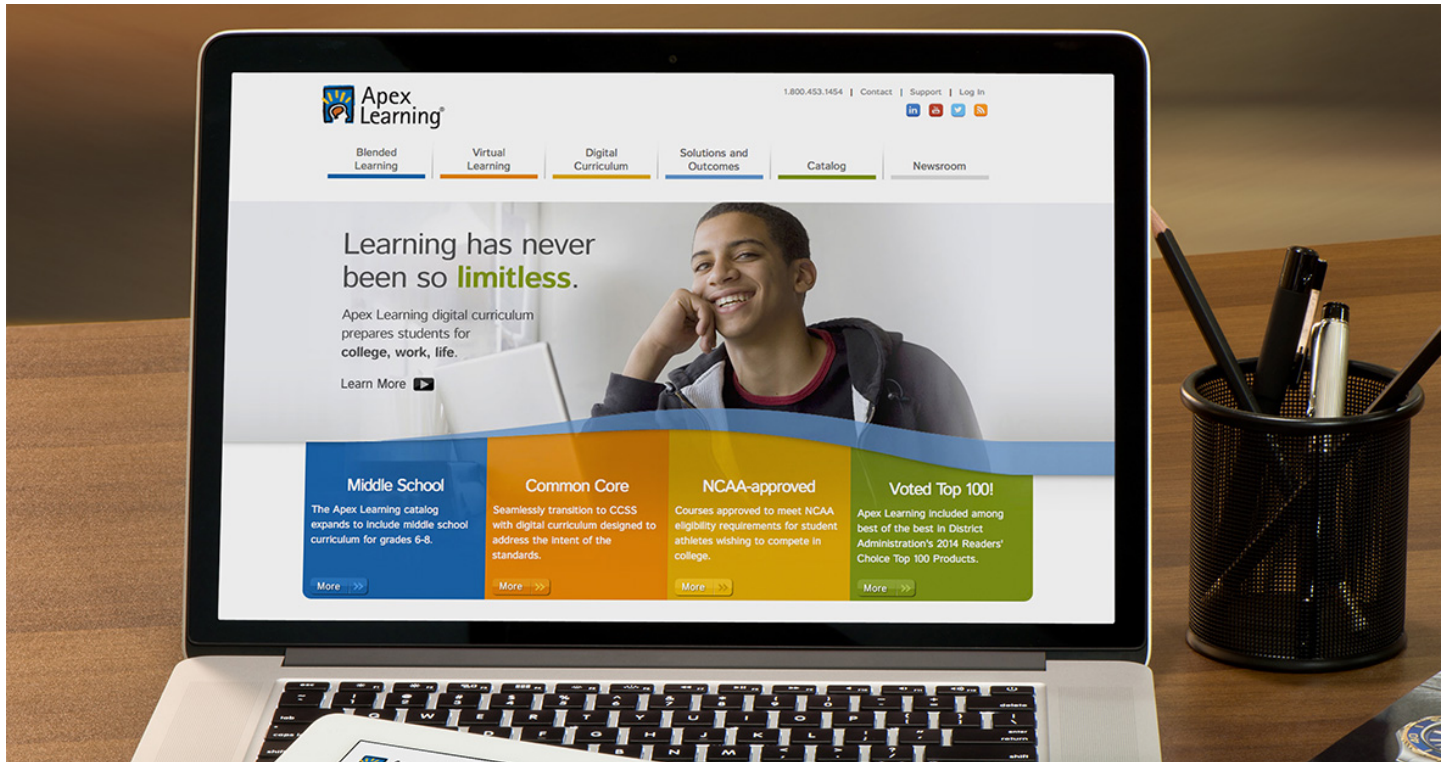 Apex
Learning®
1.800.453.1454 | Contact | Support | Log In
Blended
Learning
Virtual
Learning
Digital
Curriculum
Solutions and
Outcomes
Catalog
Newsroom
Learning has never
been so limitless.
Apex Learning digital curriculum
prepares students for
college, work, life.
Learn More
Middle School
The Apex Learning catalog
expands to include middle school
curriculum for grades 6-8.
More >>
Common Core
Seamlessly transition to CCSS
with digital curriculum designed to
address the intent of the
standards.
More >>
NCAA-approved
Courses approved to meet NCAA
eligibility requirements for student
athletes wishing to compete in
college.
More >>
Voted Top 100!
Apex Learning included among
best of the best in District
Administration's 2014 Readers'
Choice Top 100 Products.
More >>
delete
tab
Q W E R T Y U I O P
enter
return
D F G H J K L
B N M
shift